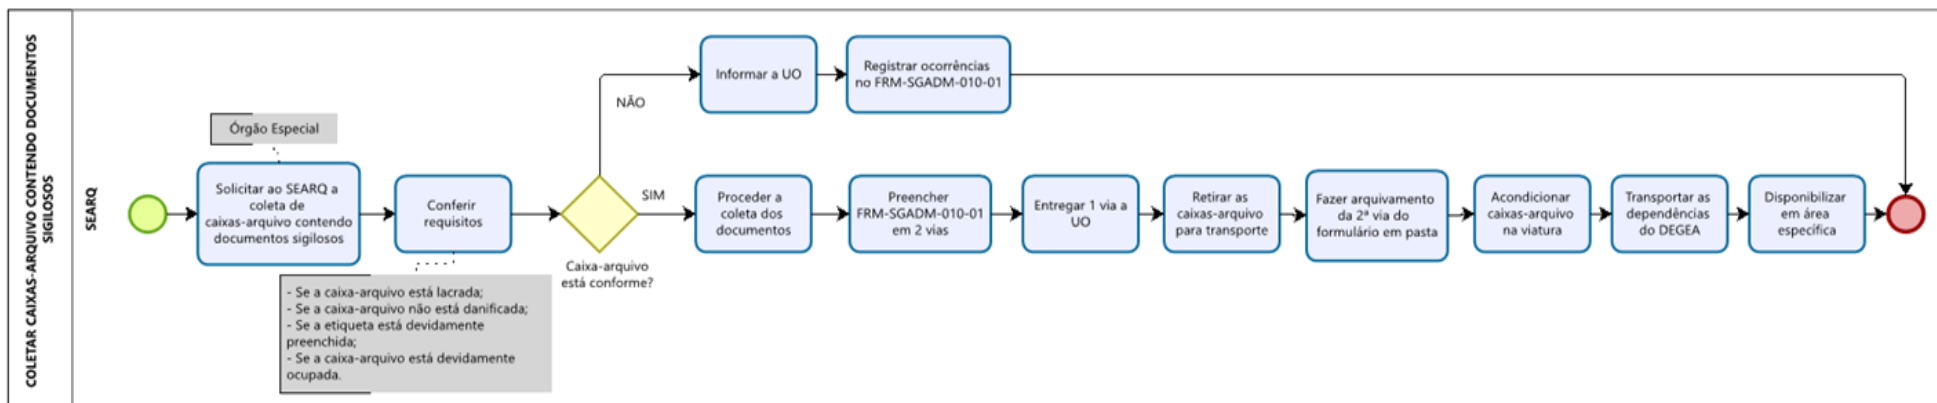 COLETAR CAIXAS-ARQUIVO CONTENDO DOCUMENTOS
SIGILOSOS
SEARQ
Órgão Especial
Solicitar ao SEARQ a
coleta de
caixas-arquivo contendo
documentos sigilosos
Conferir
requisitos
- Se a caixa-arquivo está lacrada;
- Se a caixa-arquivo não está danificada;
- Se a etiqueta está devidamente
preenchida;
- Se a caixa-arquivo está devidamente
ocupada.
Caixa-arquivo
está conforme?
NÃO
Informar a UO
Registrar ocorrências
no FRM-SGADM-010-01
SIM
Proceder a
coleta dos
documentos
Preencher
FRM-SGADM-010-01
em 2 vias
Entregar 1 via a
UO
Retirar as
caixas-arquivo
para transporte
Fazer arquivamento
da 2ª via do
formulário em pasta
Acondicionar
caixas-arquivo
na viatura
Transportar as
dependências
do DEGEA
Disponibilizar
em área
específica